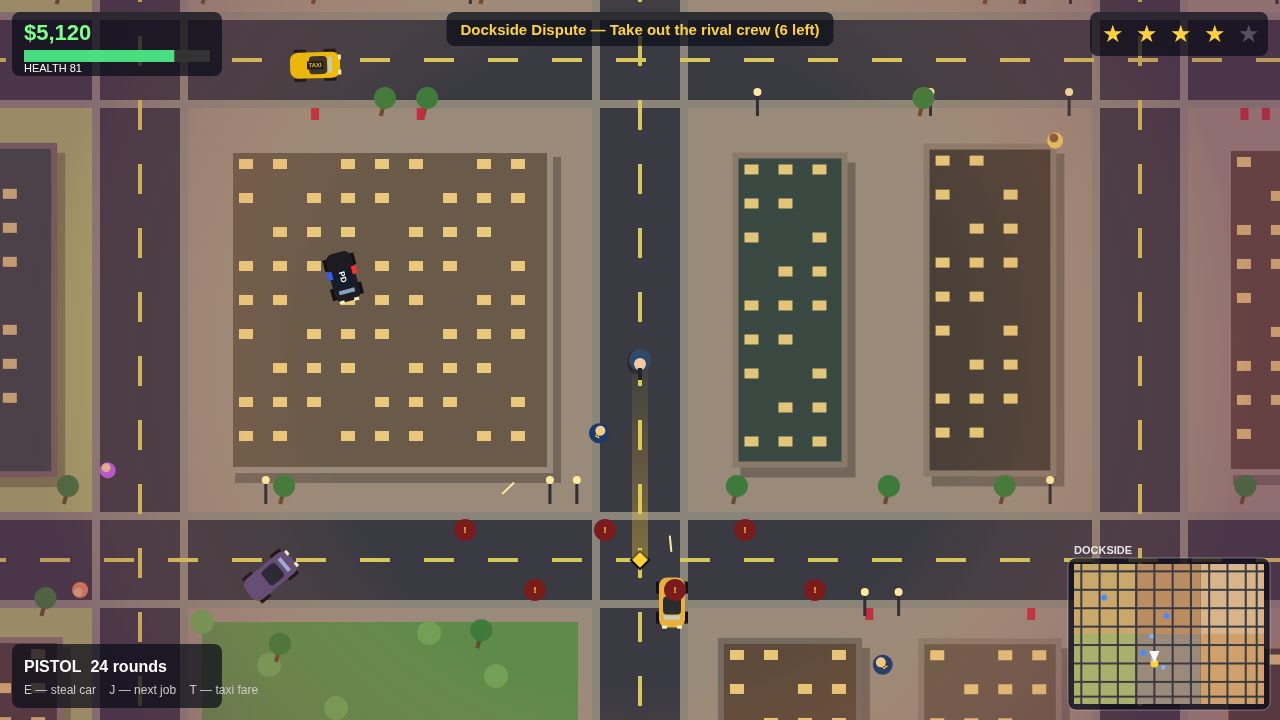 $5,120
HEALTH 81
Dockside Dispute — Take out the rival crew (6 left)
TAXI
PD
!
!
!
!
!
!
DOCKSIDE
PISTOL 24 rounds
E — steal car J — next job T — taxi fare